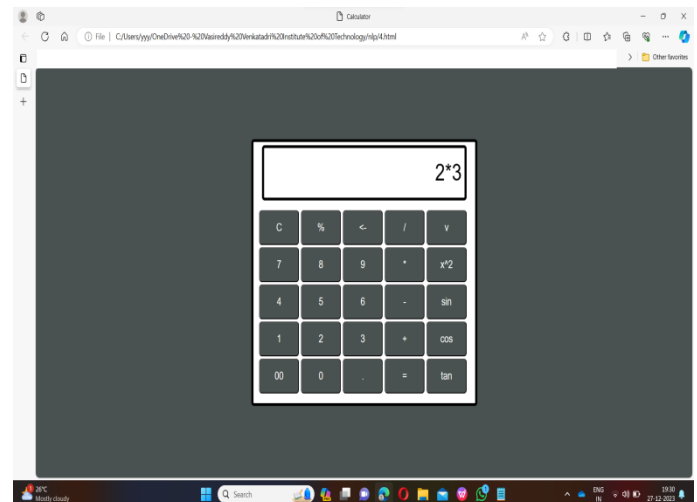 Calculator
File | C:/Users/yyy/OneDrive%20-%20Vasireddy%20Venkatadri%20Institute%20of%20Technology/nlp/4.html
Other favorites
2*3
C % <- / v
7 8 9 * x^2
4 5 6 - sin
1 2 3 + cos
00 0 . = tan
26°C
Mostly cloudy
Search
ENG
IN
19:30
27-12-2023